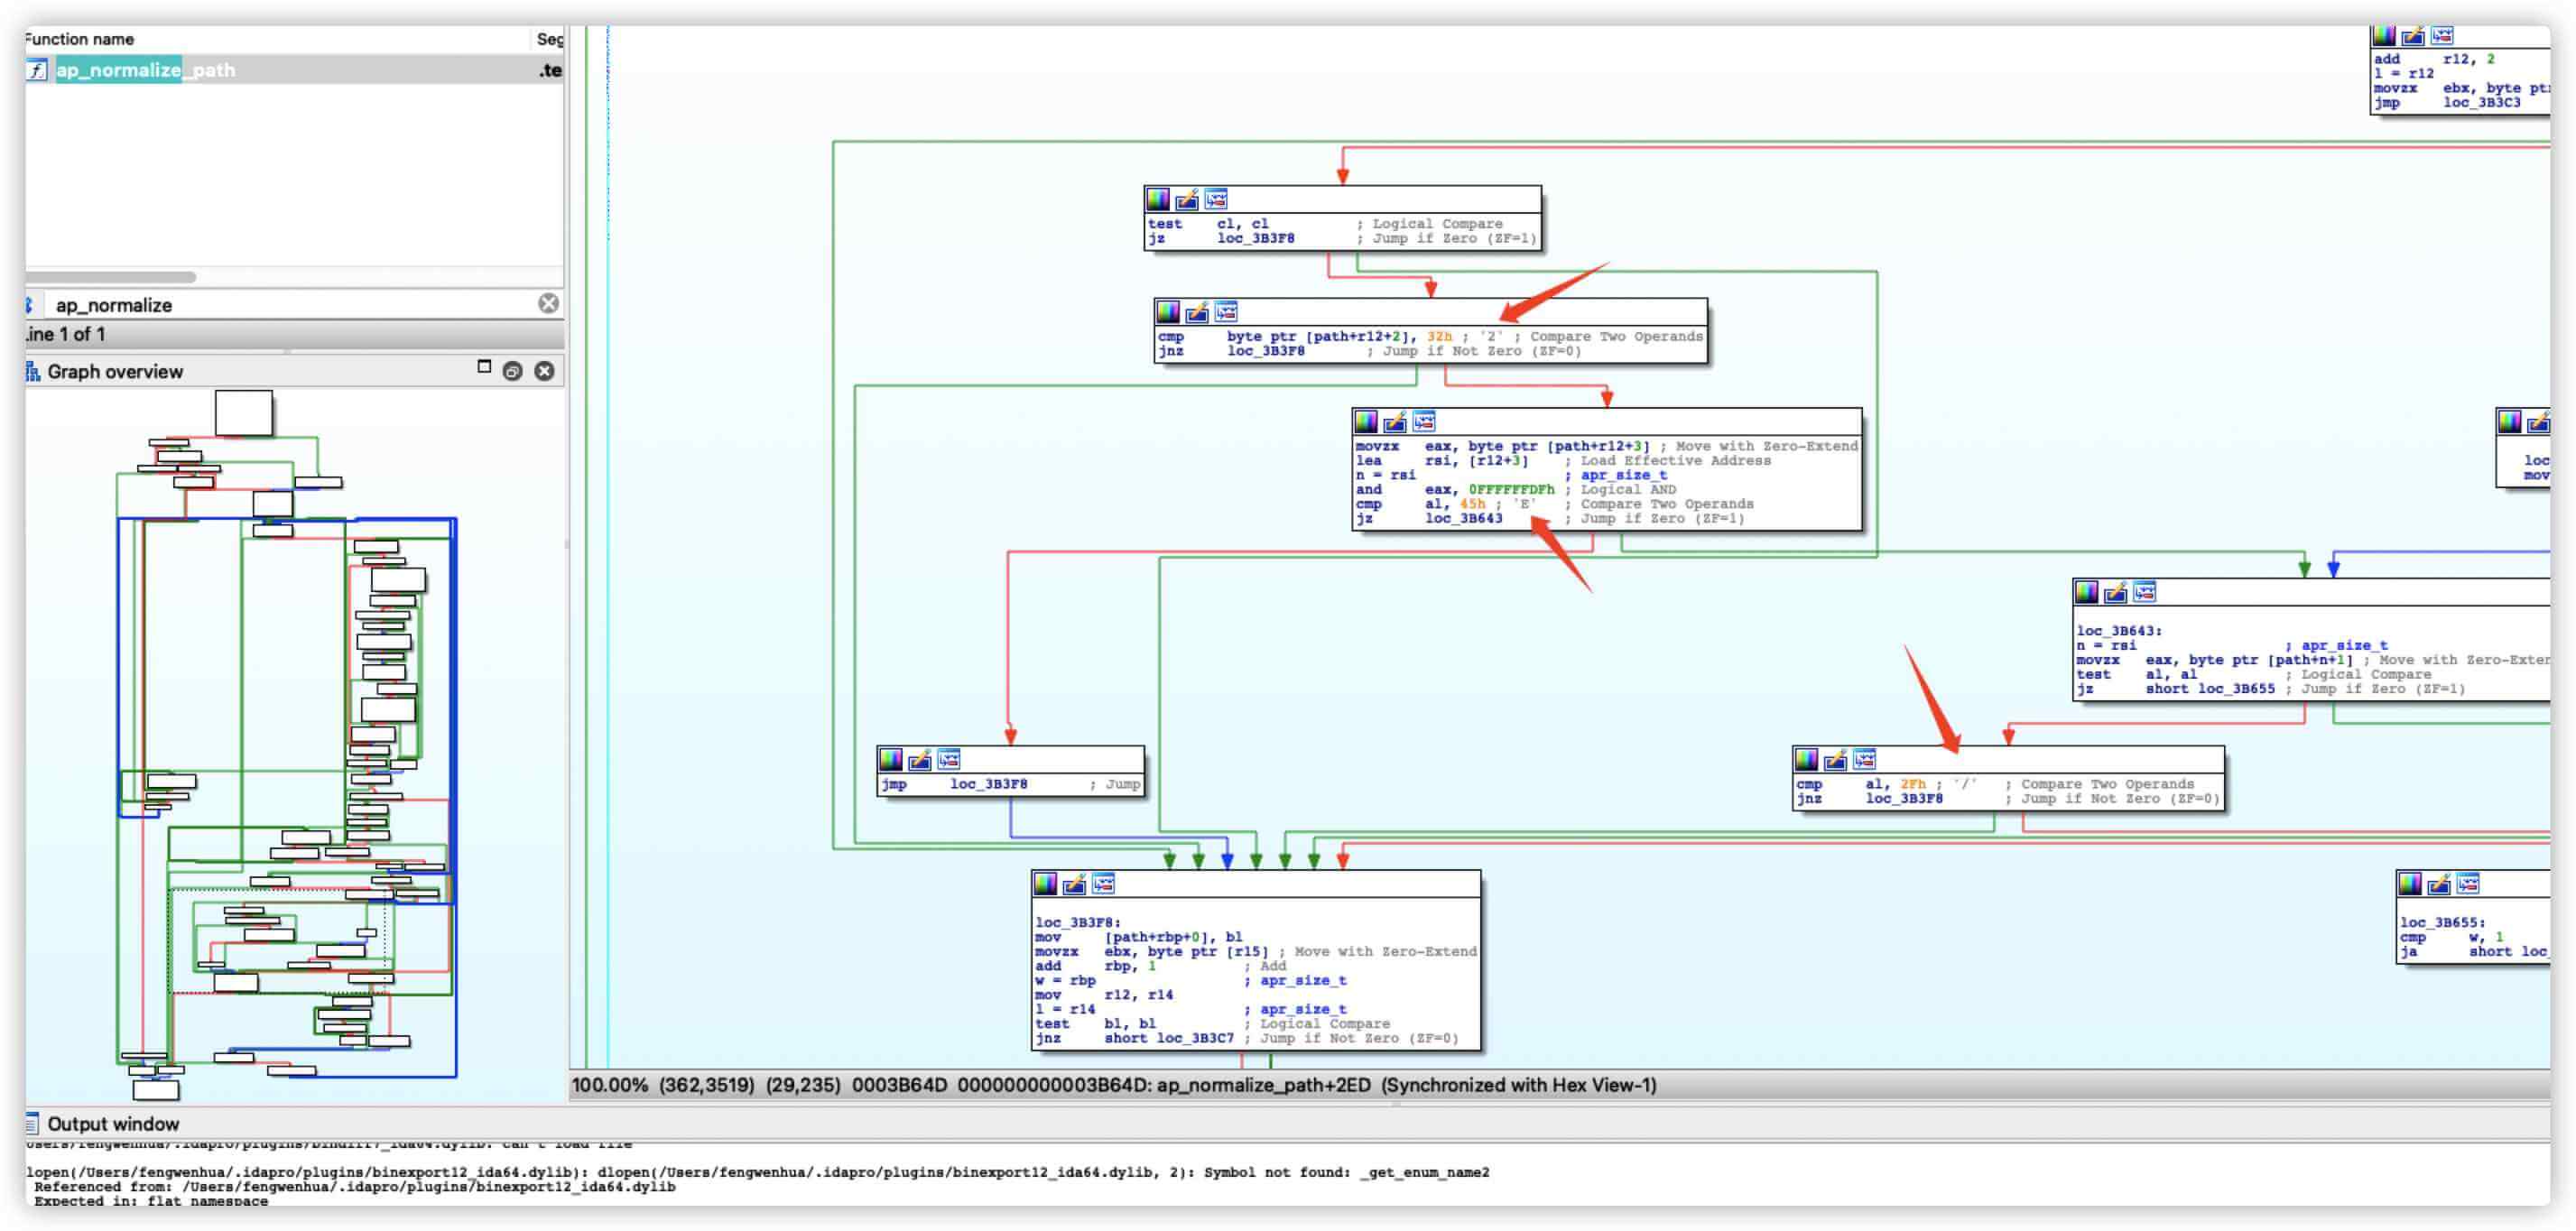 Function name
Seg
ap_normalize_path
.te
ap_normalize
Line 1 of 1
Graph overview
add r12, 2
l = r12
movzx ebx, byte pt
jmp loc_3B3C3
test cl, cl ; Logical Compare
jz loc_3B3F8 ; Jump if Zero (ZF=1)
cmp byte ptr [path+r12+2], 32h ; '2' ; Compare Two Operands
jnz loc_3B3F8 ; Jump if Not Zero (ZF=0)
movzx eax, byte ptr [path+r12+3] ; Move with Zero-Extend
lea rsi, [r12+3] ; Load Effective Address
n = rsi ; apr_size_t
and eax, 0FFFFFFDFh ; Logical AND
cmp al, 45h ; 'E' ; Compare Two Operands
jz loc_3B643 ; Jump if Zero (ZF=1)
loc
mov
loc_3B643:
n = rsi ; apr_size_t
movzx eax, byte ptr [path+n+1] ; Move with Zero-Exten
test al, al ; Logical Compare
jz short loc_3B655 ; Jump if Zero (ZF=1)
jmp loc_3B3F8 ; Jump
cmp al, 2Fh ; '/' ; Compare Two Operands
jnz loc_3B3F8 ; Jump if Not Zero (ZF=0)
loc_3B3F8:
mov [path+rbp+0], bl
movzx ebx, byte ptr [r15] ; Move with Zero-Extend
add rbp, 1 ; Add
w = rbp ; apr_size_t
mov r12, r14
l = r14 ; apr_size_t
test bl, bl ; Logical Compare
jnz short loc_3B3C7 ; Jump if Not Zero (ZF=0)
loc_3B655:
cmp w, 1
ja short loc_
100.00% (362,3519) (29,235) 0003B64D 000000000003B64D: ap_normalize_path+2ED (Synchronized with Hex View-1)
Output window
Users/fengwenhua/.idapro/plugins/bindiff7_ida64.dylib: can't load file
lopen(/Users/fengwenhua/.idapro/plugins/binexport12_ida64.dylib): dlopen(/Users/fengwenhua/.idapro/plugins/binexport12_ida64.dylib, 2): Symbol not found: _get_enum_name2
Referenced from: /Users/fengwenhua/.idapro/plugins/binexport12_ida64.dylib
Expected in: flat namespace